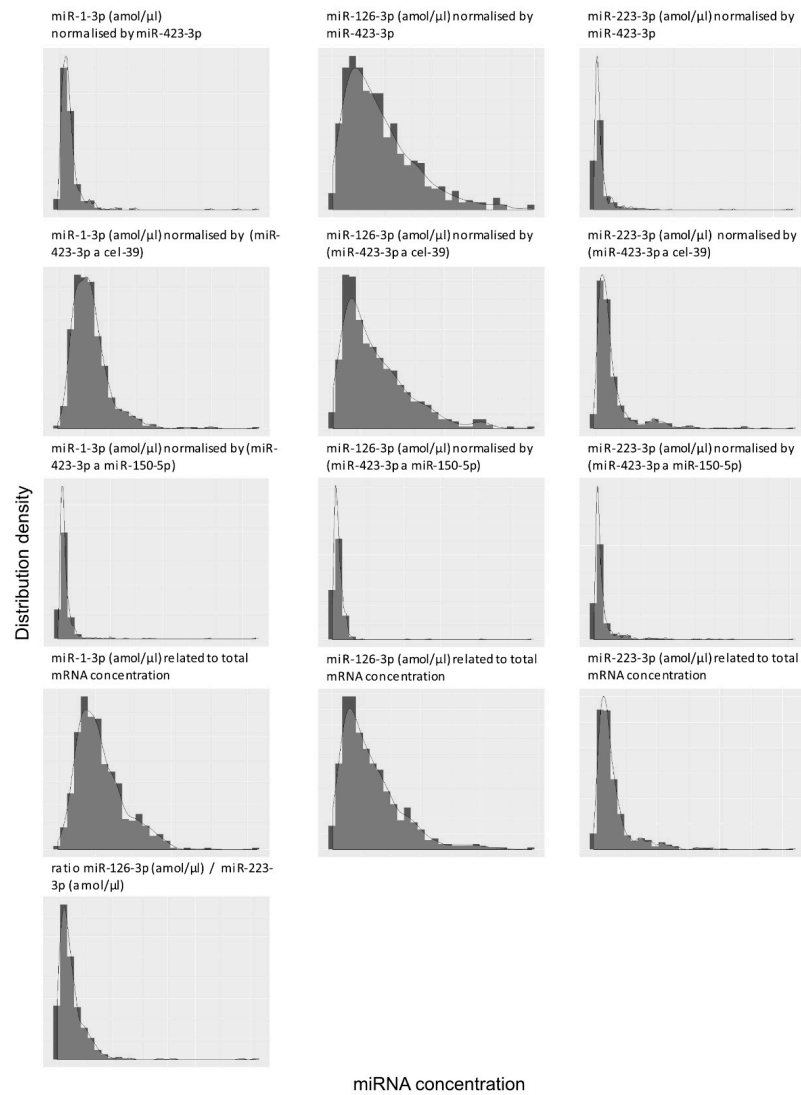 miR-1-3p (amol/μl)
normalised by miR-423-3p
miR-126-3p (amol/μl) normalised by
miR-423-3p
miR-223-3p (amol/μl) normalised by
miR-423-3p
miR-1-3p (amol/μl) normalised by (miR-
423-3p a cel-39)
miR-126-3p (amol/μl) normalised by
(miR-423-3p a cel-39)
miR-223-3p (amol/μl) normalised by
(miR-423-3p a cel-39)
miR-1-3p (amol/μl) normalised by (miR-
423-3p a miR-150-5p)
miR-126-3p (amol/μl) normalised by
(miR-423-3p a miR-150-5p)
miR-223-3p (amol/μl) normalised by
(miR-423-3p a miR-150-5p)
Distribution density
miR-1-3p (amol/μl) related to total
mRNA concentration
miR-126-3p (amol/μl) related to total
mRNA concentration
miR-223-3p (amol/μl) related to total
mRNA concentration
ratio miR-126-3p (amol/μl) / miR-223-
3p (amol/μl)
miRNA concentration